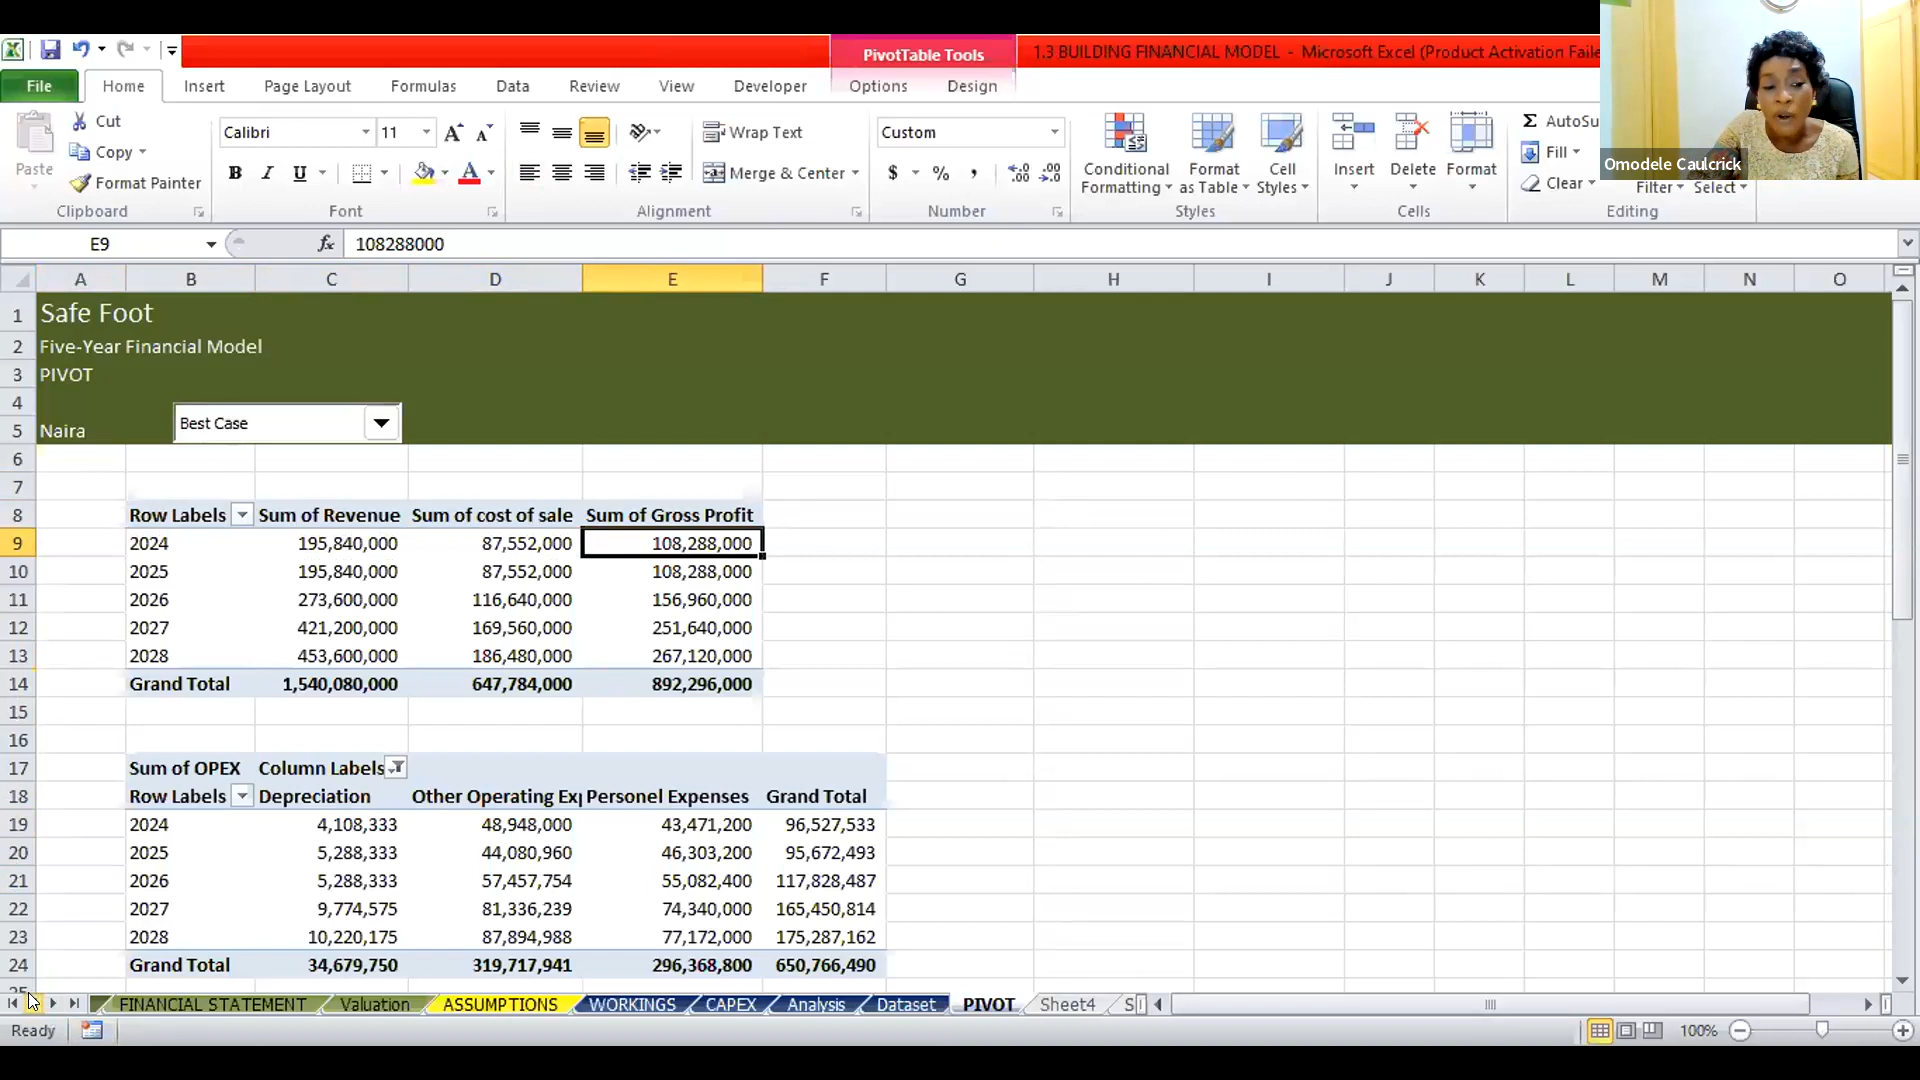 PivotTable Tools
1.3 BUILDING FINANCIAL MODEL - Microsoft Excel (Product Activation Faile
File Home Insert Page Layout Formulas Data Review View Developer Options Design
Paste
Cut
Copy
Format Painter
Clipboard
Calibri 11
B I U
Font
Wrap Text
Merge & Center
Alignment
Custom
$ % ,
Number
Conditional Formatting
Format as Table
Cell Styles
Styles
Insert Delete Format
Cells
Σ AutoSu
Fill
Clear
Filter Select
Editing
Omodele Caulcrick
E9 fx 108288000
A B C D E F G H I J K L M N O
1 Safe Foot
2 Five-Year Financial Model
3 PIVOT
4
Best Case
5 Naira
6
7
8 Row Labels Sum of Revenue Sum of cost of sale Sum of Gross Profit
9 2024 195,840,000 87,552,000 108,288,000
10 2025 195,840,000 87,552,000 108,288,000
11 2026 273,600,000 116,640,000 156,960,000
12 2027 421,200,000 169,560,000 251,640,000
13 2028 453,600,000 186,480,000 267,120,000
14 Grand Total 1,540,080,000 647,784,000 892,296,000
15
16
17 Sum of OPEX Column Labels
18 Row Labels Depreciation Other Operating Exp Personel Expenses Grand Total
19 2024 4,108,333 48,948,000 43,471,200 96,527,533
20 2025 5,288,333 44,080,960 46,303,200 95,672,493
21 2026 5,288,333 57,457,754 55,082,400 117,828,487
22 2027 9,774,575 81,336,239 74,340,000 165,450,814
23 2028 10,220,175 87,894,988 77,172,000 175,287,162
24 Grand Total 34,679,750 319,717,941 296,368,800 650,766,490
FINANCIAL STATEMENT Valuation ASSUMPTIONS WORKINGS CAPEX Analysis Dataset PIVOT Sheet4 S
Ready 100%